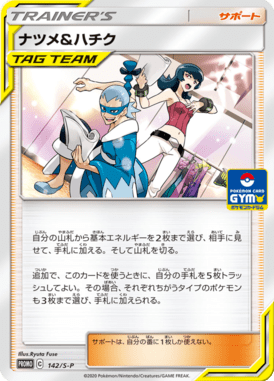 TRAINER'S
サポート
ナツメ&ハチク
TAG TEAM
POKÉMON CARD
GYM
ポケモンカードジム
自分の山札から基本エネルギーを2枚まで選び、相手に見
せて、手札に加える。そして山札を切る。
追加で、このカードを使うときに、自分の手札を5枚トラッ
シュしてよい。その場合、それぞれちがうタイプのポケモン
も3枚まで選び、手札に加えられる。
サポートは、自分の番に1枚しか使えない。
Illus.Ryuta Fuse
PROMO C 142/S-P
©2020 Pokémon/Nintendo/Creatures/GAME FREAK.